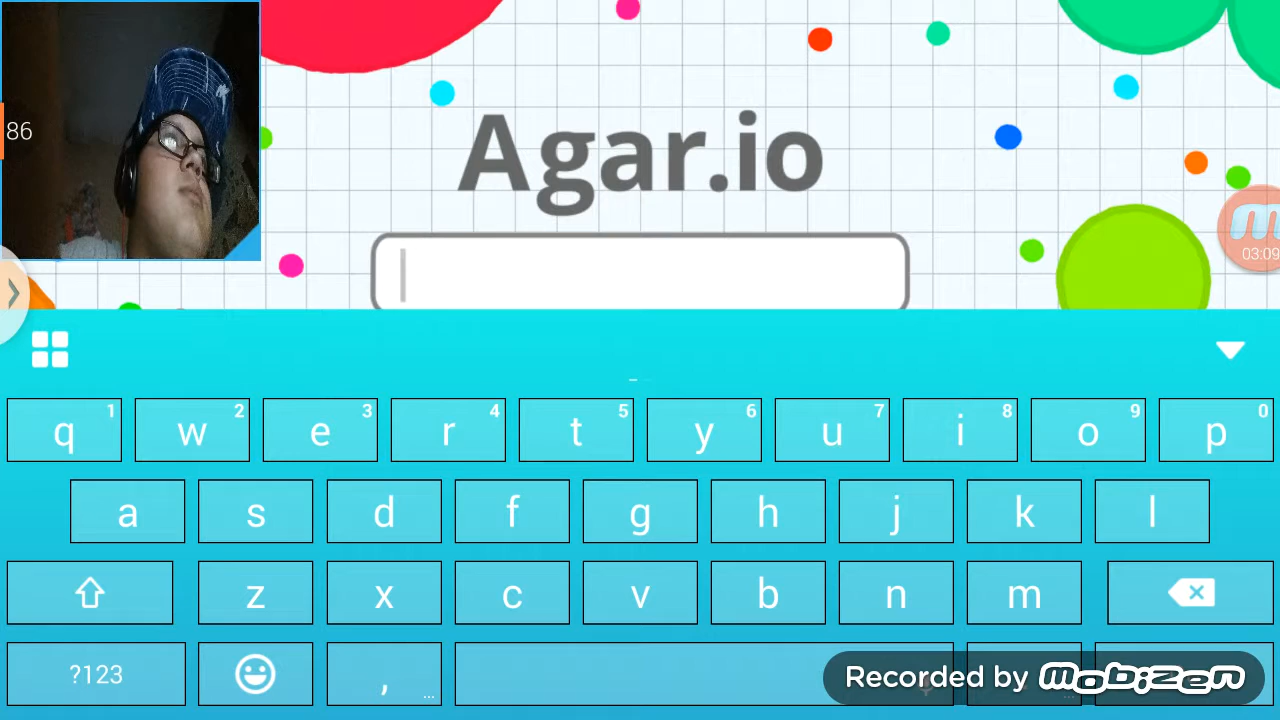 86
Agar.io
03:09
1 2 3 4 5 6 7 8 9 0
q w e r t y u i o p
a s d f g h j k l
z x c v b n m
?123 , ...
Recorded by mobizen